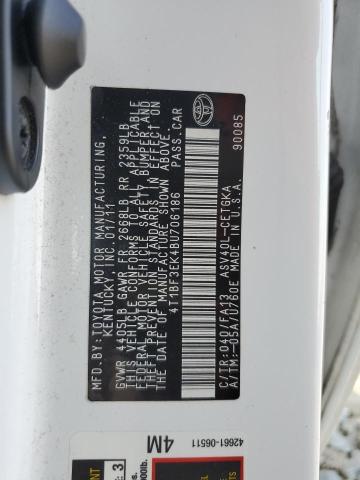 MFD. BY: TOYOTA MOTOR MANUFACTURING,
KENTUCKY, INC. 01/11
GVWR 4405LB GAWR FR 2668LB RR 2359LB
THIS VEHICLE CONFORMS TO ALL APPLICABLE
FEDERAL MOTOR VEHICLE SAFETY, BUMPER, AND
THEFT PREVENTION STANDARDS IN EFFECT ON
THE DATE OF MANUFACTURE SHOWN ABOVE.
4T1BF3EK4BU706186 PASS.CAR
C/TR:040/FA13 ASV40L-CETGKA
A/TM:-05A/U760E MADE IN U.S.A. 90085
42661-06511
4M
3